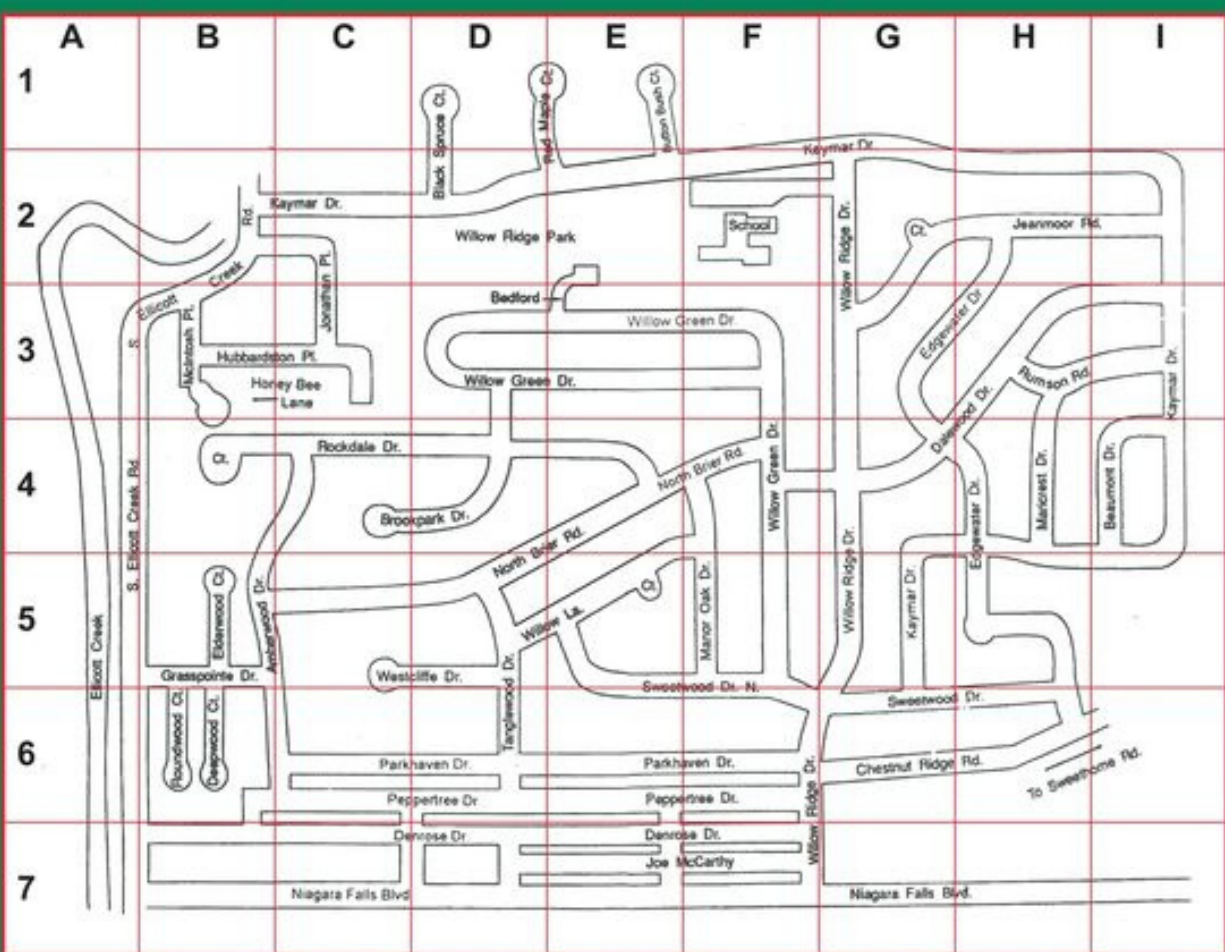 A B C D E F G H I
1
Black Spruce Ct.
Red Maple Ct.
Button Bush Ct.
Kaymar Dr.
2
Rd.
Kaymar Dr.
Willow Ridge Park
School
Willow Ridge Dr.
Ct.
Jeanmoor Rd.
S. Ellicott Creek
Jonathan Pl.
Bedford
Willow Green Dr.
Edgewater Dr
3
McIntosh Pl.
Hubbardston Pl.
Honey Bee
Lane
Willow Green Dr.
Rumson Rd.
Kaymar Dr.
Dalewood Dr.
4
S. Ellicott Creek Rd.
Ct.
Rockdale Dr.
Brookpark Dr.
North Brier Rd.
North Brier Rd.
Willow Green Dr.
Edgewater Dr.
Maricrest Dr.
Beaumont Dr.
5
Ellicott Creek
Elderwood Ct.
Amberwood Dr.
Willow La.
Ct.
Manor Oak Dr.
Willow Ridge Dr.
Kaymar Dr.
Grasspointe Dr.
Westcliffe Dr.
Tanglewood Dr.
Sweetwood Dr. N.
Sweetwood Dr.
6
Roundwood Ct.
Deepwood Ct.
Parkhaven Dr.
Parkhaven Dr.
Chestnut Ridge Rd.
To Sweethome Rd.
Peppertree Dr
Peppertree Dr.
Willow Ridge Dr.
Denrose Dr
Denrose Dr.
7
Joe McCarthy
Niagara Falls Blvd
Niagara Falls Blvd.